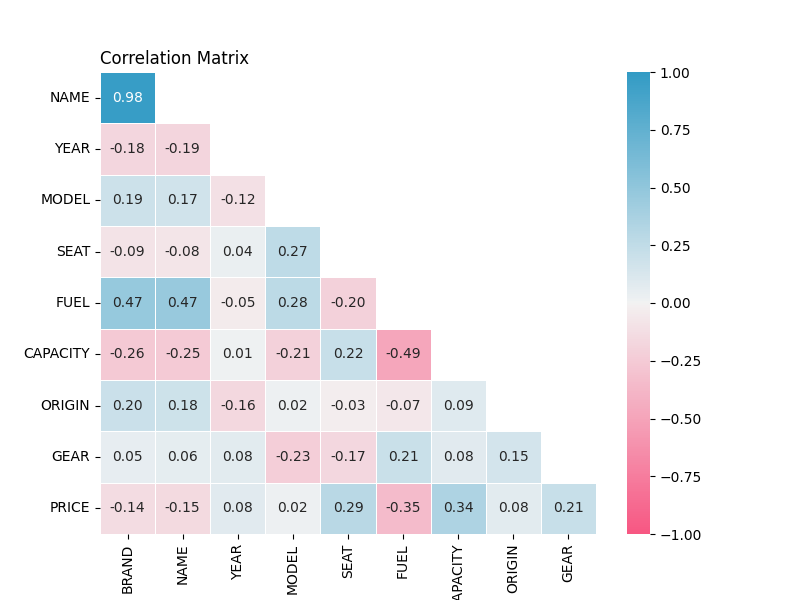 Correlation Matrix
NAME 0.98
YEAR -0.18 -0.19
MODEL 0.19 0.17 -0.12
SEAT -0.09 -0.08 0.04 0.27
FUEL 0.47 0.47 -0.05 0.28 -0.20
CAPACITY -0.26 -0.25 0.01 -0.21 0.22 -0.49
ORIGIN 0.20 0.18 -0.16 0.02 -0.03 -0.07 0.09
GEAR 0.05 0.06 0.08 -0.23 -0.17 0.21 0.08 0.15
PRICE -0.14 -0.15 0.08 0.02 0.29 -0.35 0.34 0.08 0.21
BRAND NAME YEAR MODEL SEAT FUEL APACITY ORIGIN GEAR
1.00
0.75
0.50
0.25
0.00
−0.25
−0.50
−0.75
−1.00